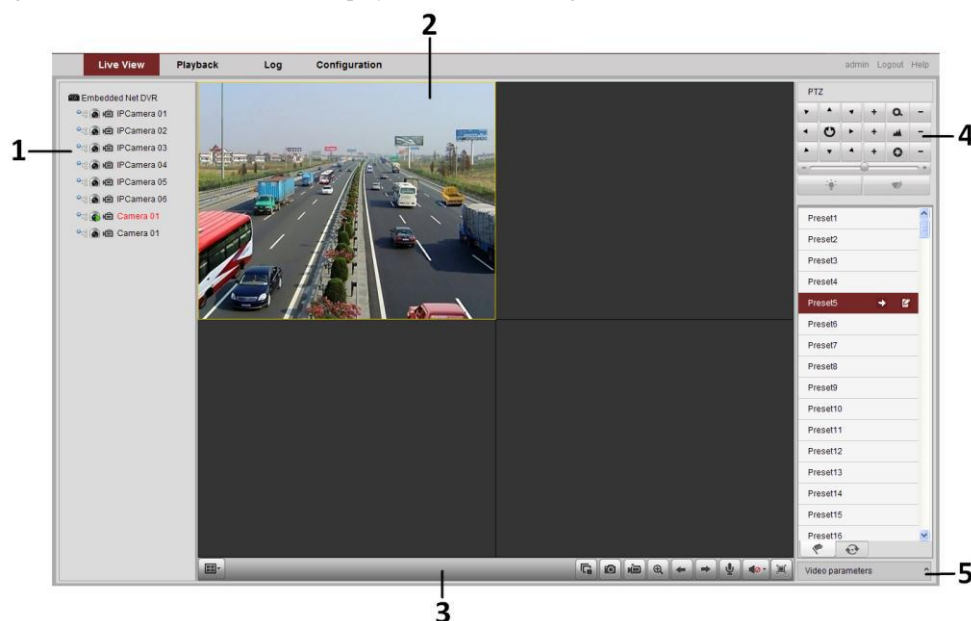 2
Live View Playback Log Configuration admin Logout Help
Embedded Net DVR
IPCamera 01
IPCamera 02
IPCamera 03
IPCamera 04
IPCamera 05
IPCamera 06
Camera 01
Camera 01
1
PTZ
4
Preset1
Preset2
Preset3
Preset4
Preset5
Preset6
Preset7
Preset8
Preset9
Preset10
Preset11
Preset12
Preset13
Preset14
Preset15
Preset16
Video parameters
5
3